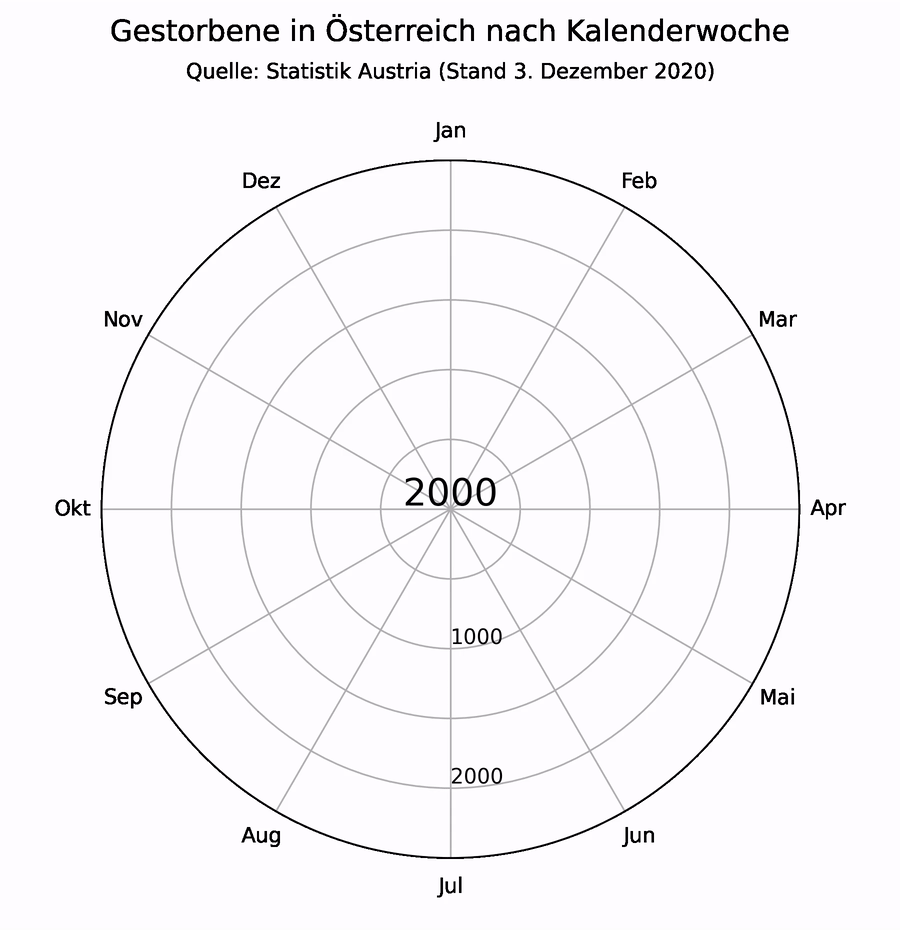 Gestorbene in Österreich nach Kalenderwoche
Quelle: Statistik Austria (Stand 3. Dezember 2020)
Jan
Dez
Feb
Nov
Mar
2000
Okt
Apr
1000
Sep
Mai
2000
Aug
Jun
Jul